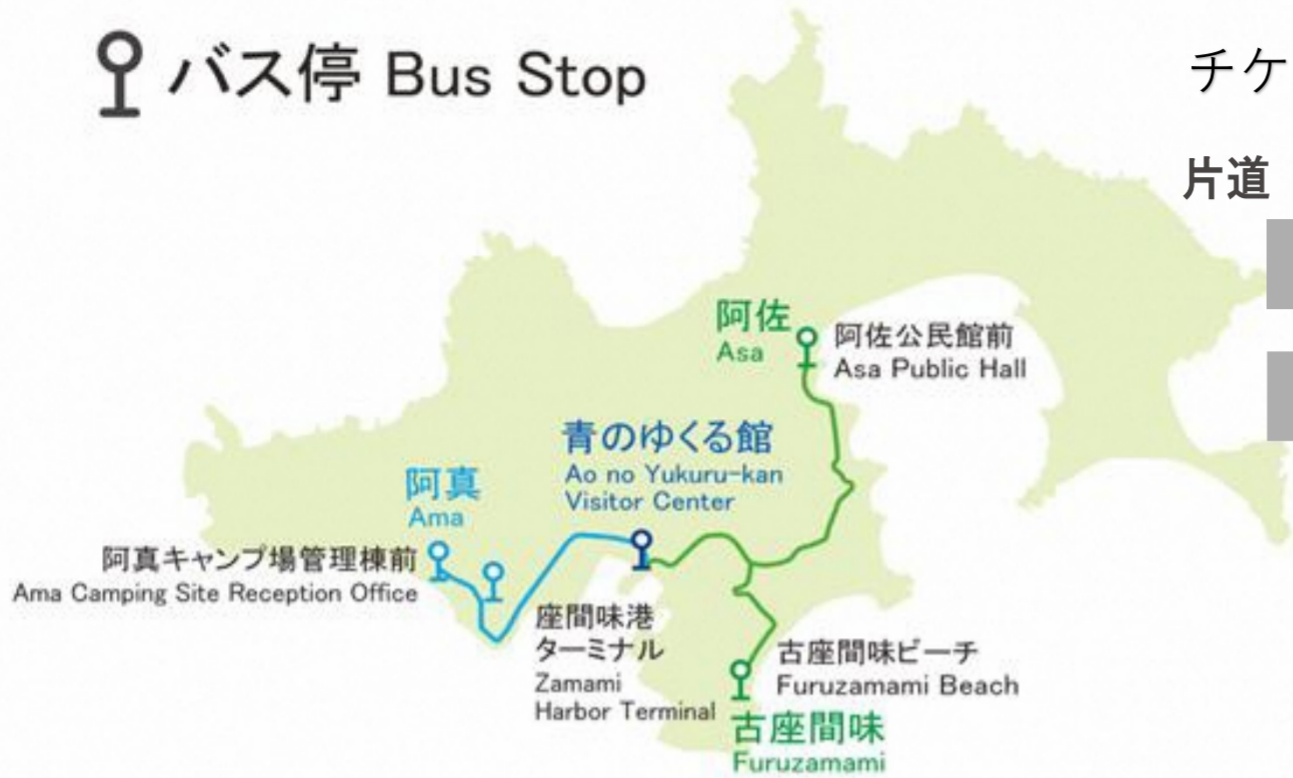 バス停 Bus Stop
チケ
片道
阿佐
Asa
阿佐公民館前
Asa Public Hall
青のゆくる館
Ao no Yukuru-kan
Visitor Center
阿真
Ama
阿真キャンプ場管理棟前
Ama Camping Site Reception Office
座間味港
ターミナル
Zamami
Harbor Terminal
古座間味ビーチ
Furuzamami Beach
古座間味
Furuzamami